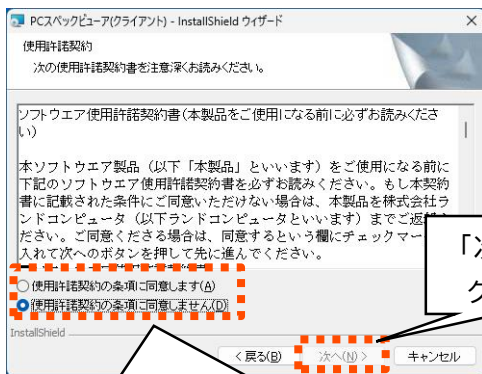 PCスペックビューア(クライアント) - InstallShield ウィザード
使用許諾契約
次の使用許諾契約書を注意深くお読みください。
ソフトウエア使用許諾契約書(本製品をご使用になる前に必ずお読みくださ
い)
本ソフトウエア製品（以下「本製品」といいます）をご使用になる前に
下記のソフトウエア使用許諾契約書を必ずお読みください。もし本契約
書に記載された条件にご同意いただけない場合は、本製品を株式会社ラ
ンドコンピュータ（以下ランドコンピュータといいます）までご返
ださい。ご同意くださる場合は、同意するという欄にチェックマー
入れて次へのボタンを押して先に進んでください。
使用許諾契約の条項に同意します(A)
使用許諾契約の条項に同意しません(D)
InstallShield
< 戻る(B)
次へ(N) >
キャンセル